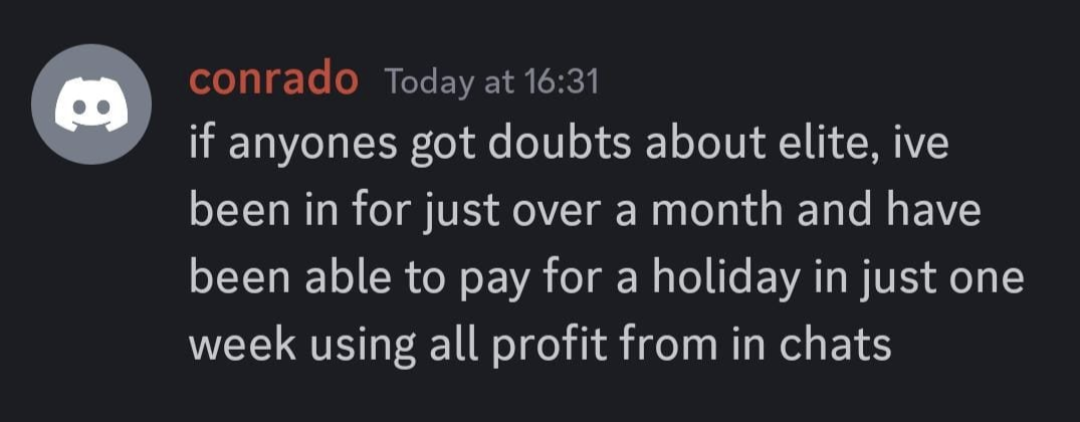 conrado Today at 16:31
if anyones got doubts about elite, ive
been in for just over a month and have
been able to pay for a holiday in just one
week using all profit from in chats